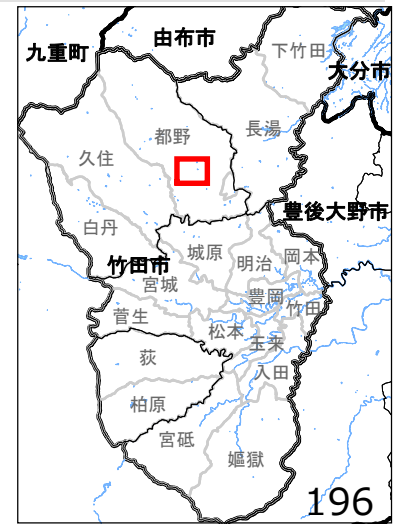 九重町
由布市
下竹田
大分市
都野
長湯
久住
豊後大野市
白丹
城原
岡本
竹田市
明治
宮城
豊岡
竹田
菅生
松本
玉来
荻
入田
柏原
宮砥
嫗獄
196